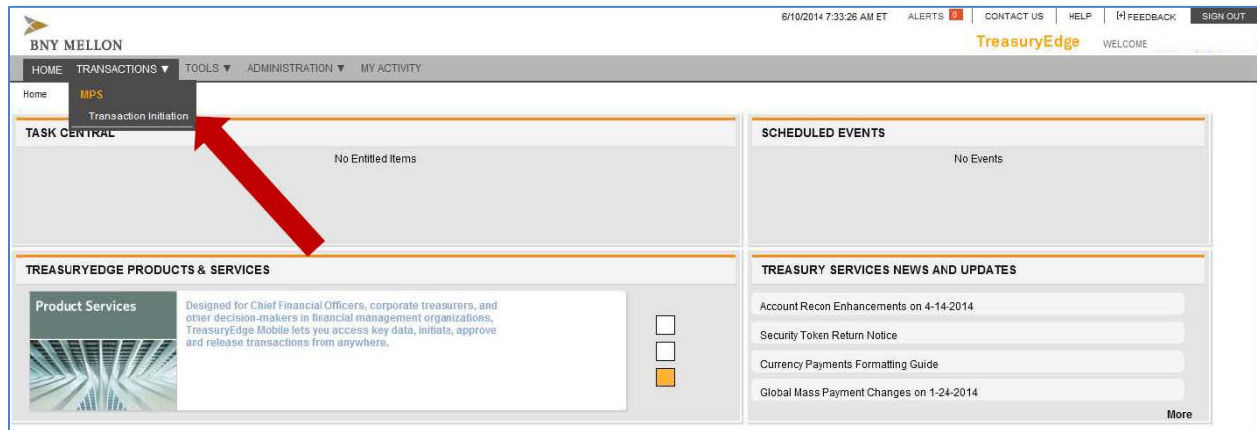 6/10/2014 7:33:26 AM ET ALERTS 0 CONTACT US HELP [+] FEEDBACK SIGN OUT
BNY MELLON
TreasuryEdge WELCOME
HOME TRANSACTIONS ▼ TOOLS ▼ ADMINISTRATION ▼ MY ACTIVITY
Home
MPS
Transaction Initiation
TASK CENTRAL
No Entitled Items
SCHEDULED EVENTS
No Events
TREASURYEDGE PRODUCTS & SERVICES
Product Services
Designed for Chief Financial Officers, corporate treasurers, and
other decision-makers in financial management organizations,
TreasuryEdge Mobile lets you access key data, initiate, approve
and release transactions from anywhere.
TREASURY SERVICES NEWS AND UPDATES
Account Recon Enhancements on 4-14-2014
Security Token Return Notice
Currency Payments Formatting Guide
Global Mass Payment Changes on 1-24-2014
More